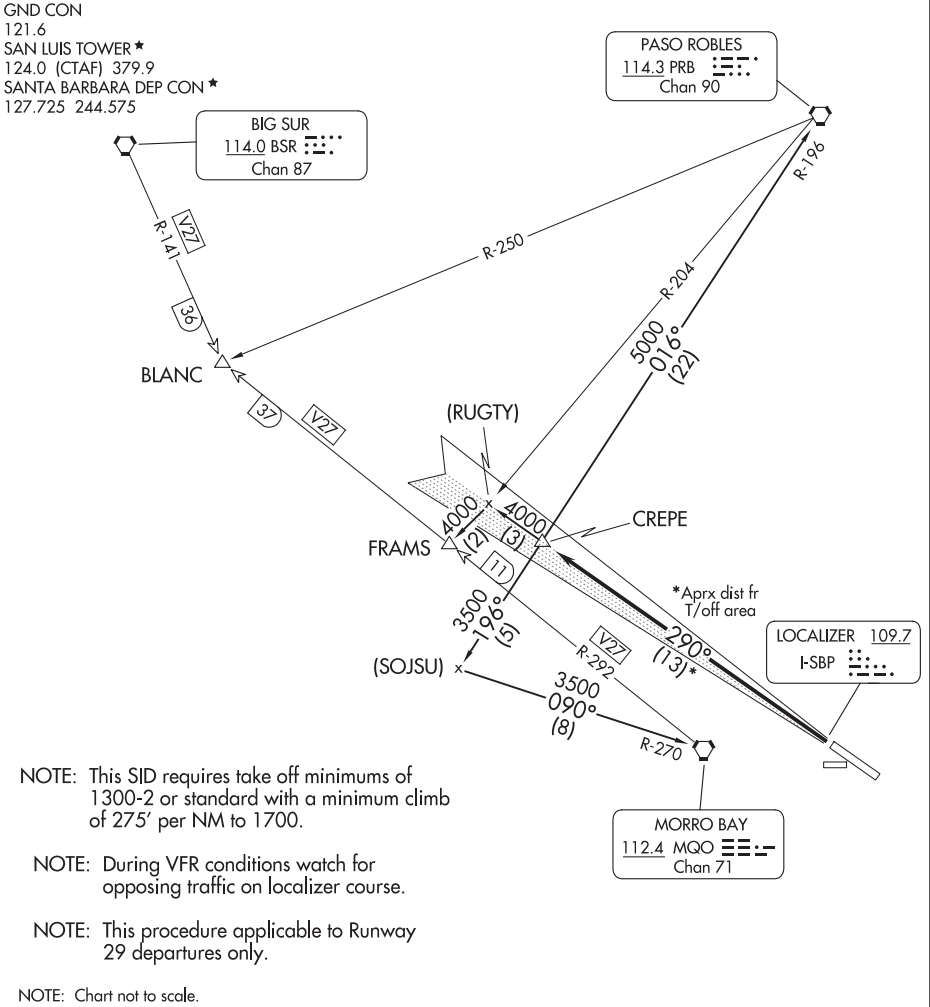 GND CON
121.6
SAN LUIS TOWER ★
124.0 (CTAF) 379.9
SANTA BARBARA DEP CON ★
127.725 244.575
PASO ROBLES
114.3 PRB
Chan 90
BIG SUR
114.0 BSR
Chan 87
R-196
V27
R-141
R-250
R-204
36
5000
016°
(22)
BLANC
37
V27
(RUGTY)
4000
4000
(2)
(3)
CREPE
FRAMS
11
*Aprx dist fr
T/off area
3500
196°
(5)
290°
(13)*
LOCALIZER 109.7
I-SBP
V27
R-292
(SOJSU)
3500
090°
(8)
R-270
MORRO BAY
112.4 MQO
Chan 71
NOTE: This SID requires take off minimums of
1300-2 or standard with a minimum climb
of 275' per NM to 1700.
NOTE: During VFR conditions watch for
opposing traffic on localizer course.
NOTE: This procedure applicable to Runway
29 departures only.
NOTE: Chart not to scale.